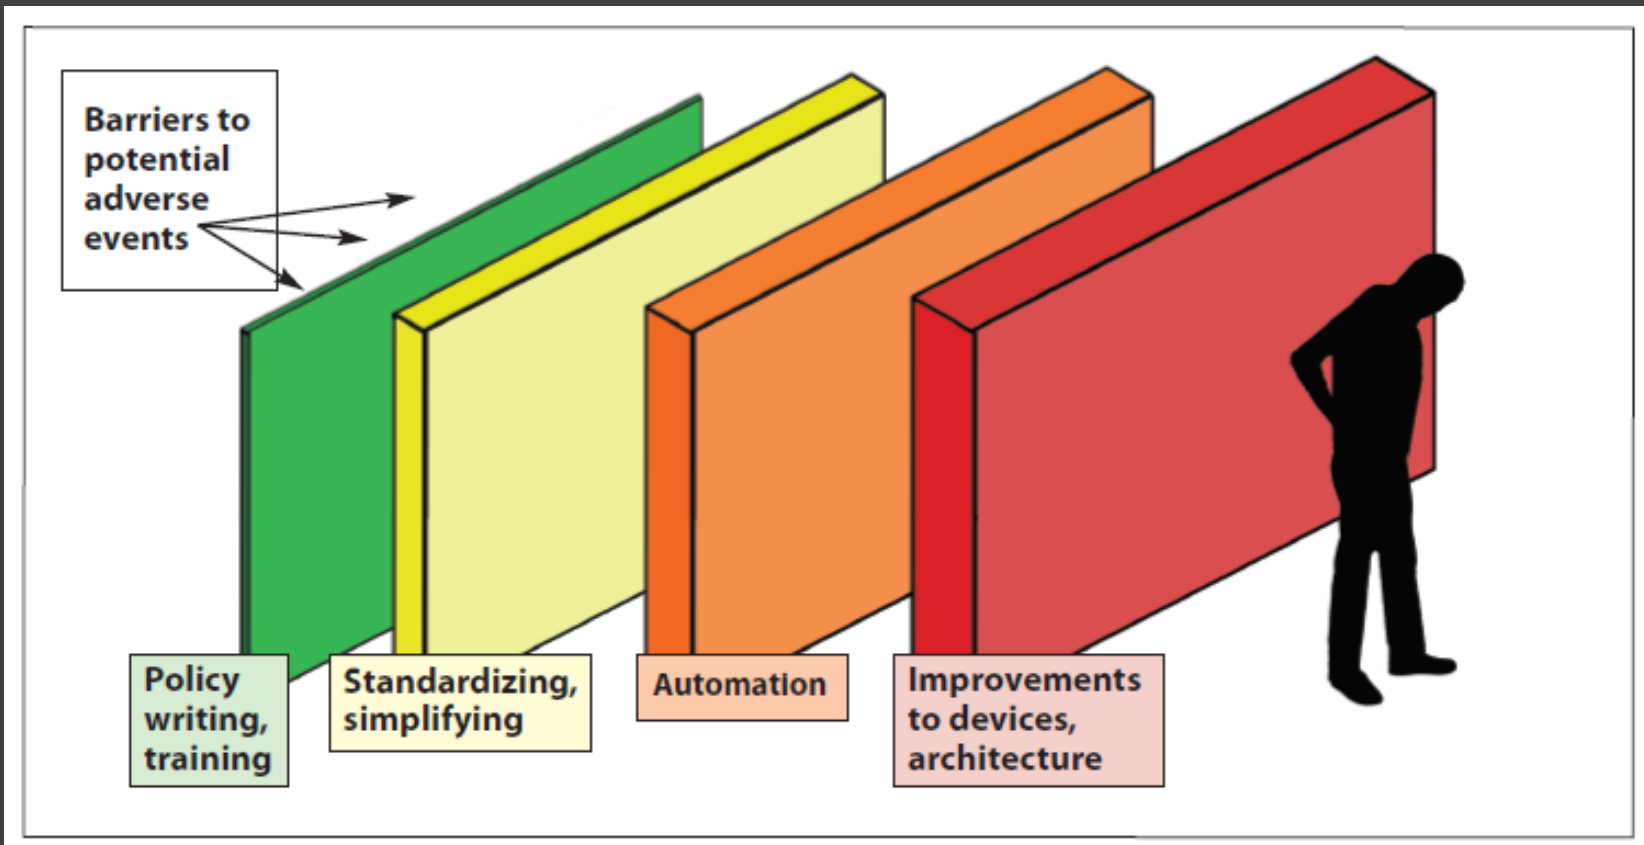 Barriers to
potential
adverse
events
Policy
writing,
training
Standardizing,
simplifying
Automation
Improvements
to devices,
architecture